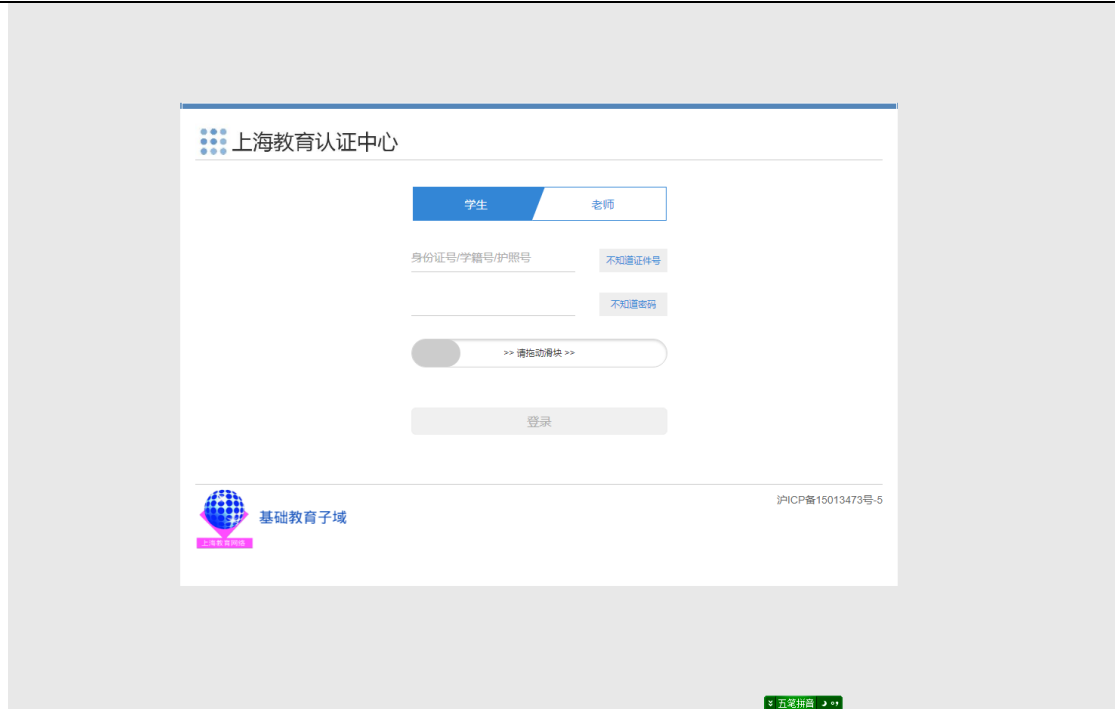 上海教育认证中心
学生
老师
身份证号/学籍号/护照号
不知道证件号
不知道密码
>> 请拖动滑块 >>
登录
沪ICP备15013473号-5
基础教育子域
上海教育网络
五笔拼音